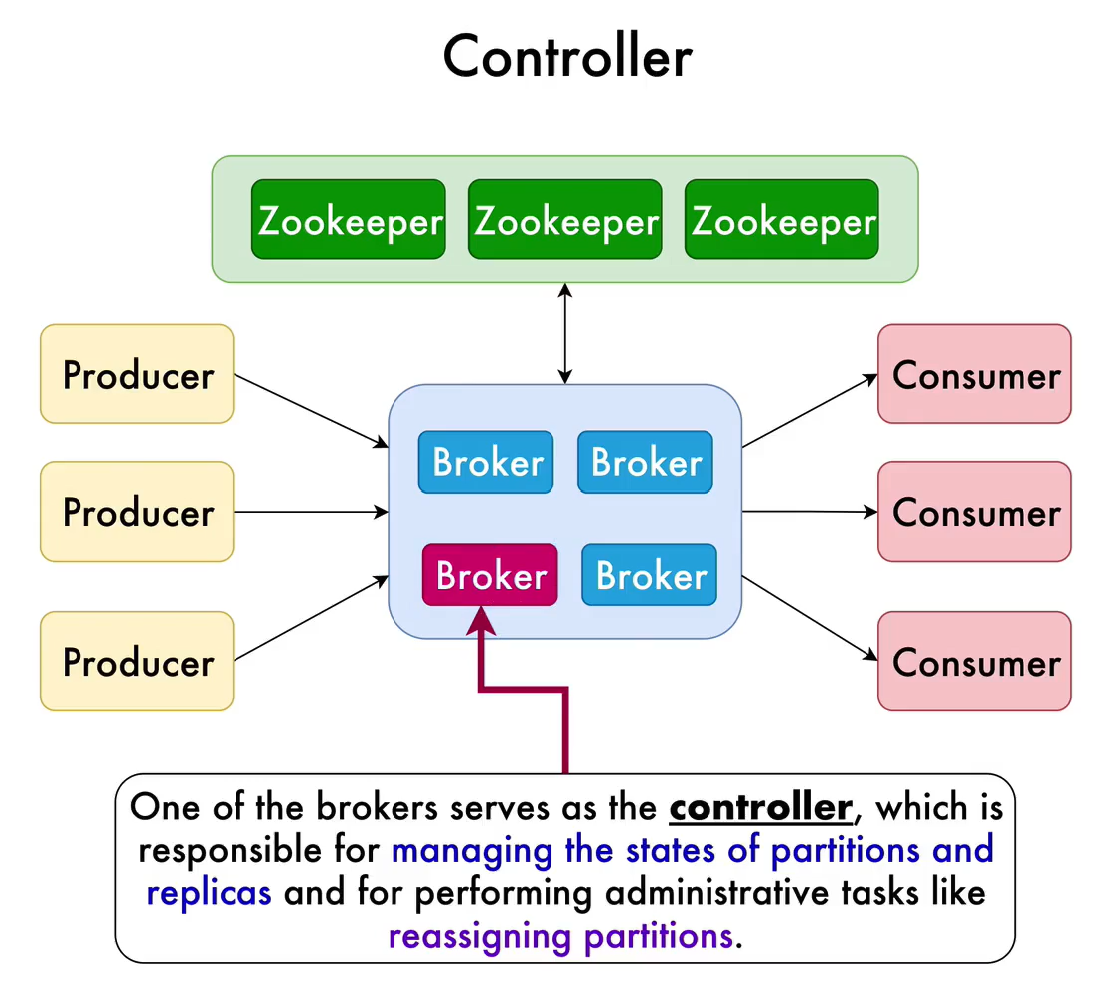 Controller
Zookeeper Zookeeper Zookeeper
Producer
Consumer
Broker Broker
Producer
Consumer
Broker Broker
Producer
Consumer
One of the brokers serves as the controller, which is
responsible for managing the states of partitions and
replicas and for performing administrative tasks like
reassigning partitions.